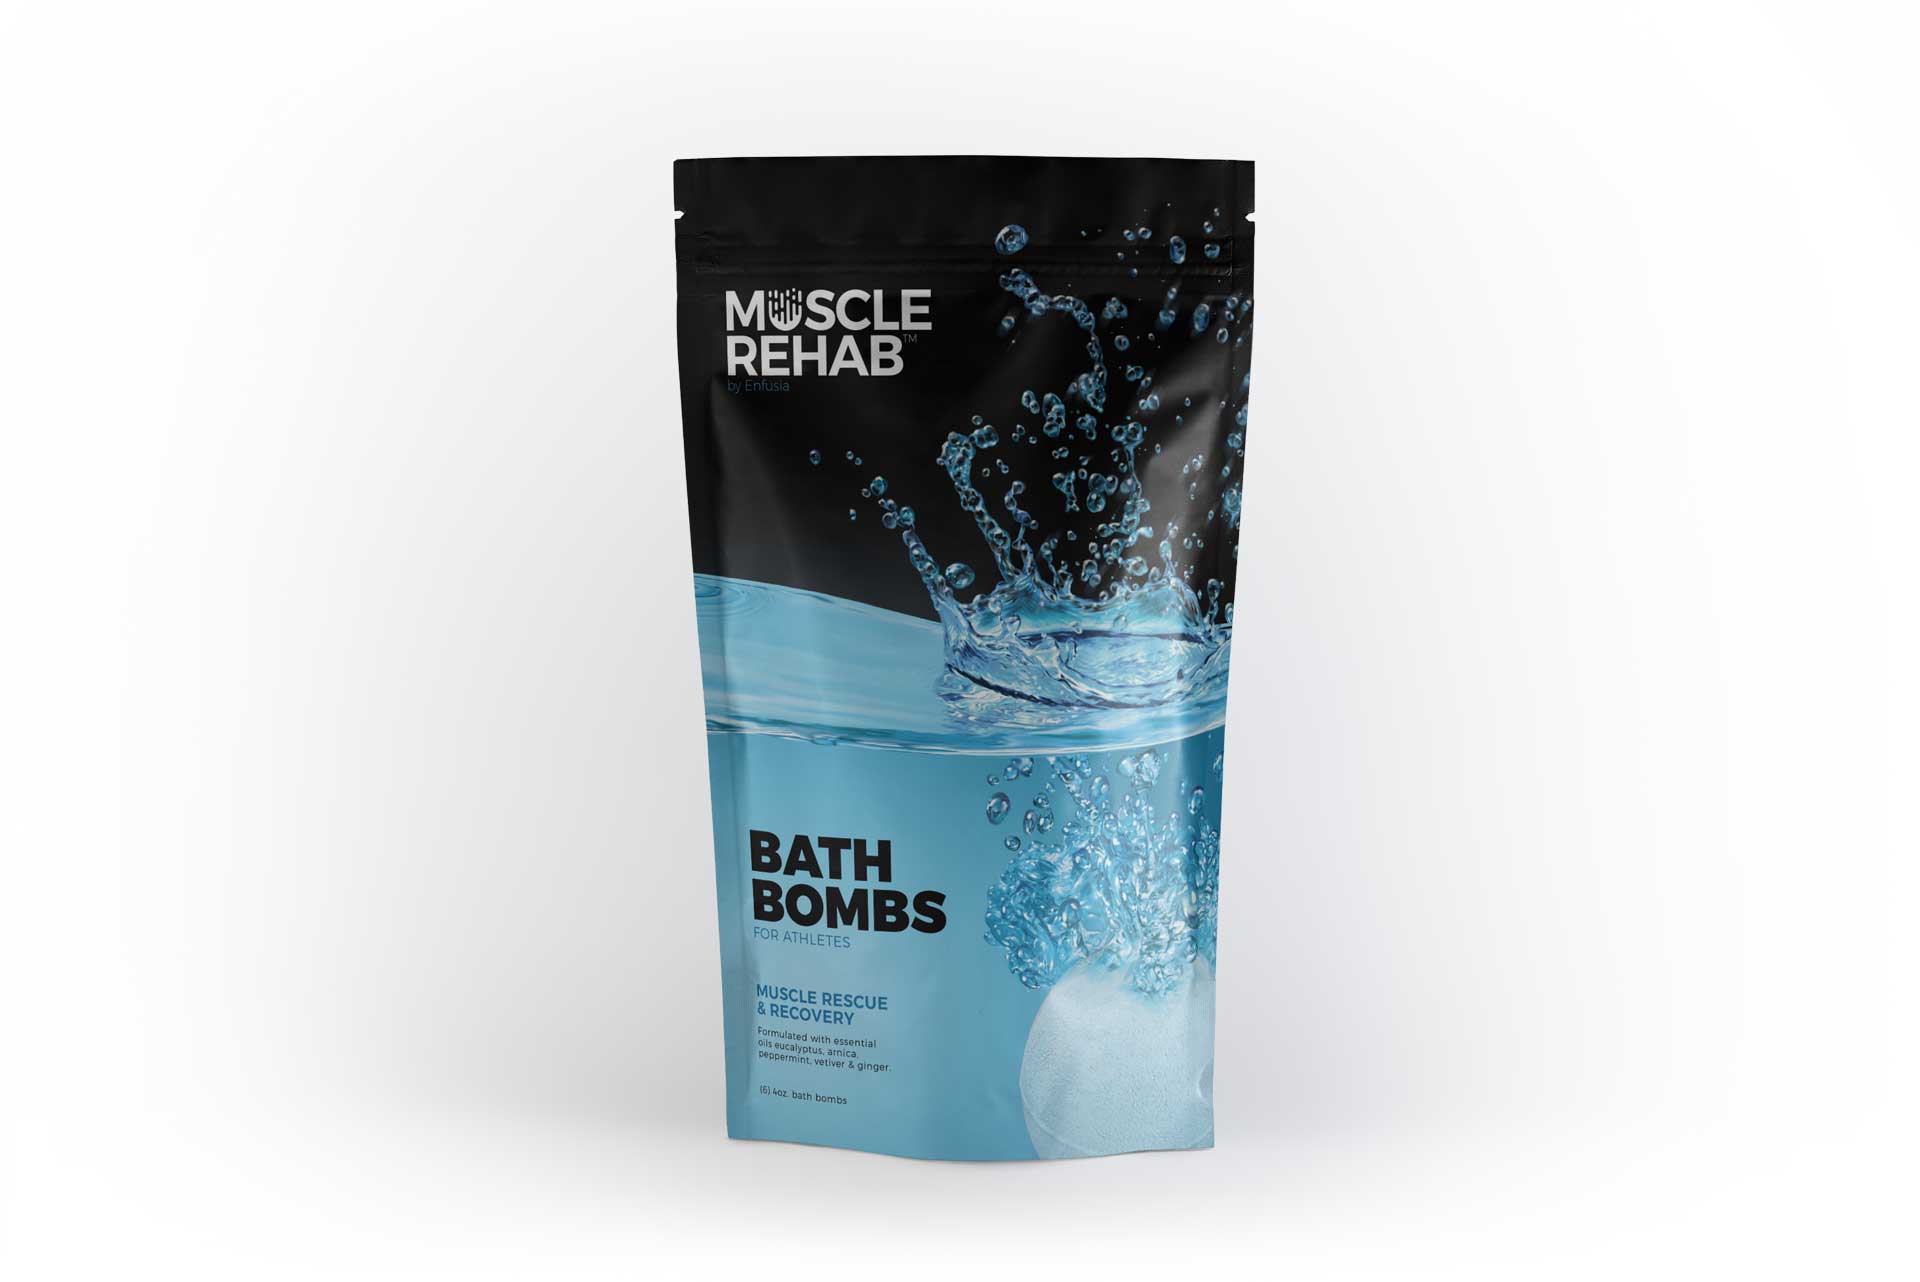 MUSCLE
REHAB™
by Enfusia
BATH
BOMBS
FOR ATHLETES
MUSCLE RESCUE
& RECOVERY
Formulated with essential
oils eucalyptus, arnica,
peppermint, vetiver & ginger.
(6) 4oz. bath bombs